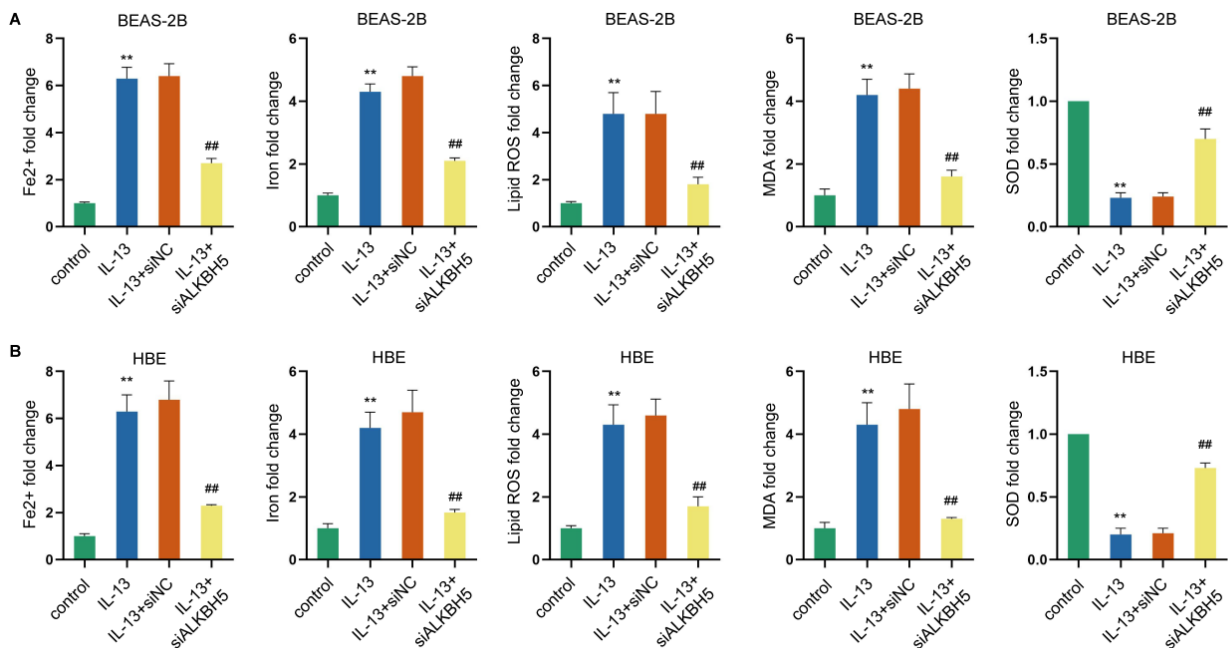 A
BEAS-2B
Fe2+ fold change
8
6
4
2
0
**
##
control
IL-13
IL-13+siNC
IL-13+
siALKBH5
BEAS-2B
Iron fold change
6
4
2
0
**
##
control
IL-13
IL-13+siNC
IL-13+
siALKBH5
BEAS-2B
Lipid ROS fold change
8
6
4
2
0
**
##
control
IL-13
IL-13+siNC
IL-13+
siALKBH5
BEAS-2B
MDA fold change
6
4
2
0
**
##
control
IL-13
IL-13+siNC
IL-13+
siALKBH5
BEAS-2B
SOD fold change
1.5
1.0
0.5
0.0
**
##
control
IL-13
IL-13+siNC
IL-13+
siALKBH5
B
HBE
Fe2+ fold change
8
6
4
2
0
**
##
control
IL-13
IL-13+siNC
IL-13+
siALKBH5
HBE
Iron fold change
6
4
2
0
**
##
control
IL-13
IL-13+siNC
IL-13+
siALKBH5
HBE
Lipid ROS fold change
6
4
2
0
**
##
control
IL-13
IL-13+siNC
IL-13+
siALKBH5
HBE
MDA fold change
6
4
2
0
**
##
control
IL-13
IL-13+siNC
IL-13+
siALKBH5
HBE
SOD fold change
1.5
1.0
0.5
0.0
**
##
control
IL-13
IL-13+siNC
IL-13+
siALKBH5